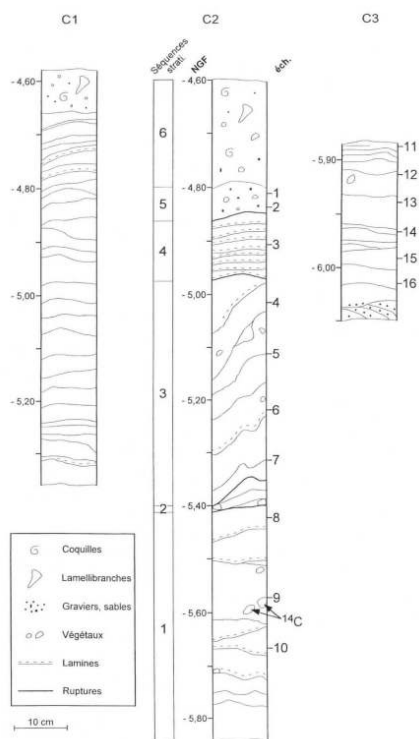 C1
C2
C3
Séquences
strati.
NGF
éch.
- 4,60
- 4,80
- 5,00
- 5,20
- 4,60
- 4,80
- 5,00
- 5,20
- 5,40
- 5,60
- 5,80
6
5
4
3
2
1
1
2
3
4
5
6
7
8
9
14C
10
- 5,90
- 6,00
11
12
13
14
15
16
Coquilles
Lamellibranches
Graviers, sables
Végétaux
Lamines
Ruptures
10 cm